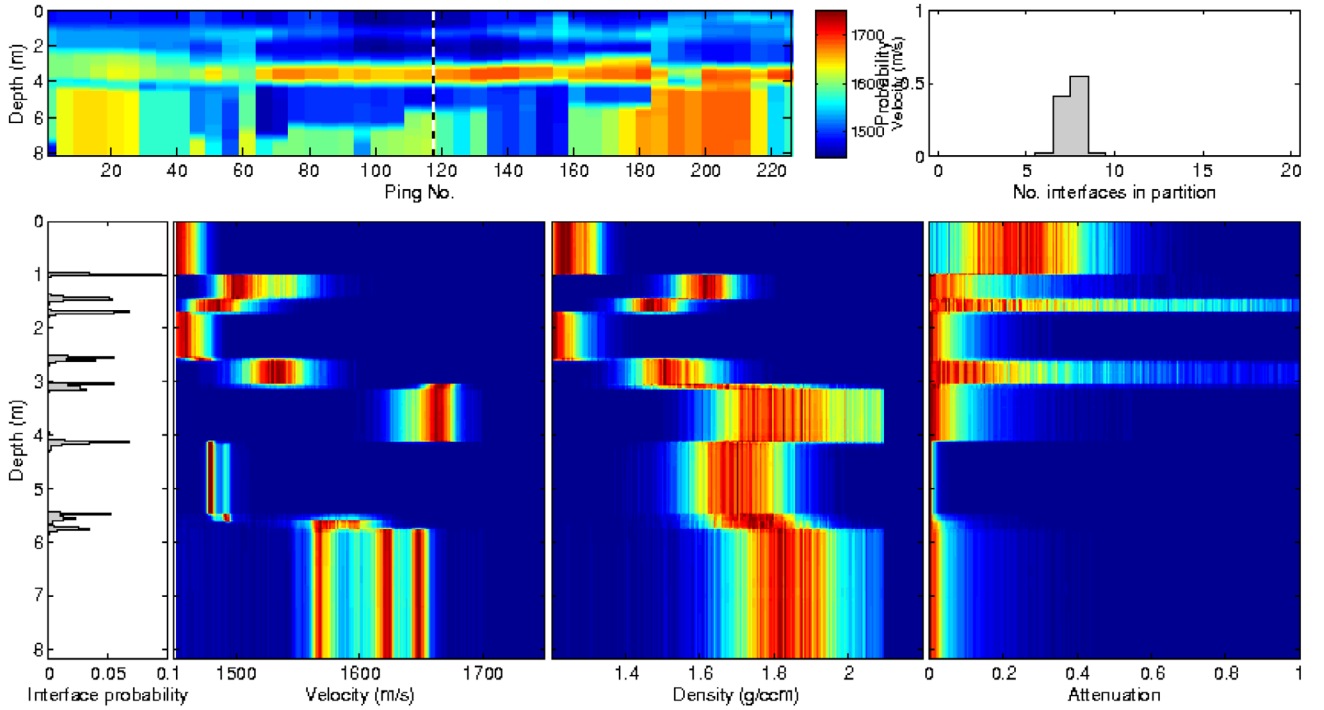 0
2
4
6
8
Depth (m)
20 40 60 80 100 120 140 160 180 200 220
Ping No.
1700
1600
1500
Velocity (m/s)
Probability
1
0.5
0
0 5 10 15 20
No. interfaces in partition
0
1
2
3
4
5
6
7
8
Depth (m)
0 0.05 0.1
Interface probability
1500 1600 1700
Velocity (m/s)
1.4 1.6 1.8 2
Density (g/ccm)
0 0.2 0.4 0.6 0.8 1
Attenuation